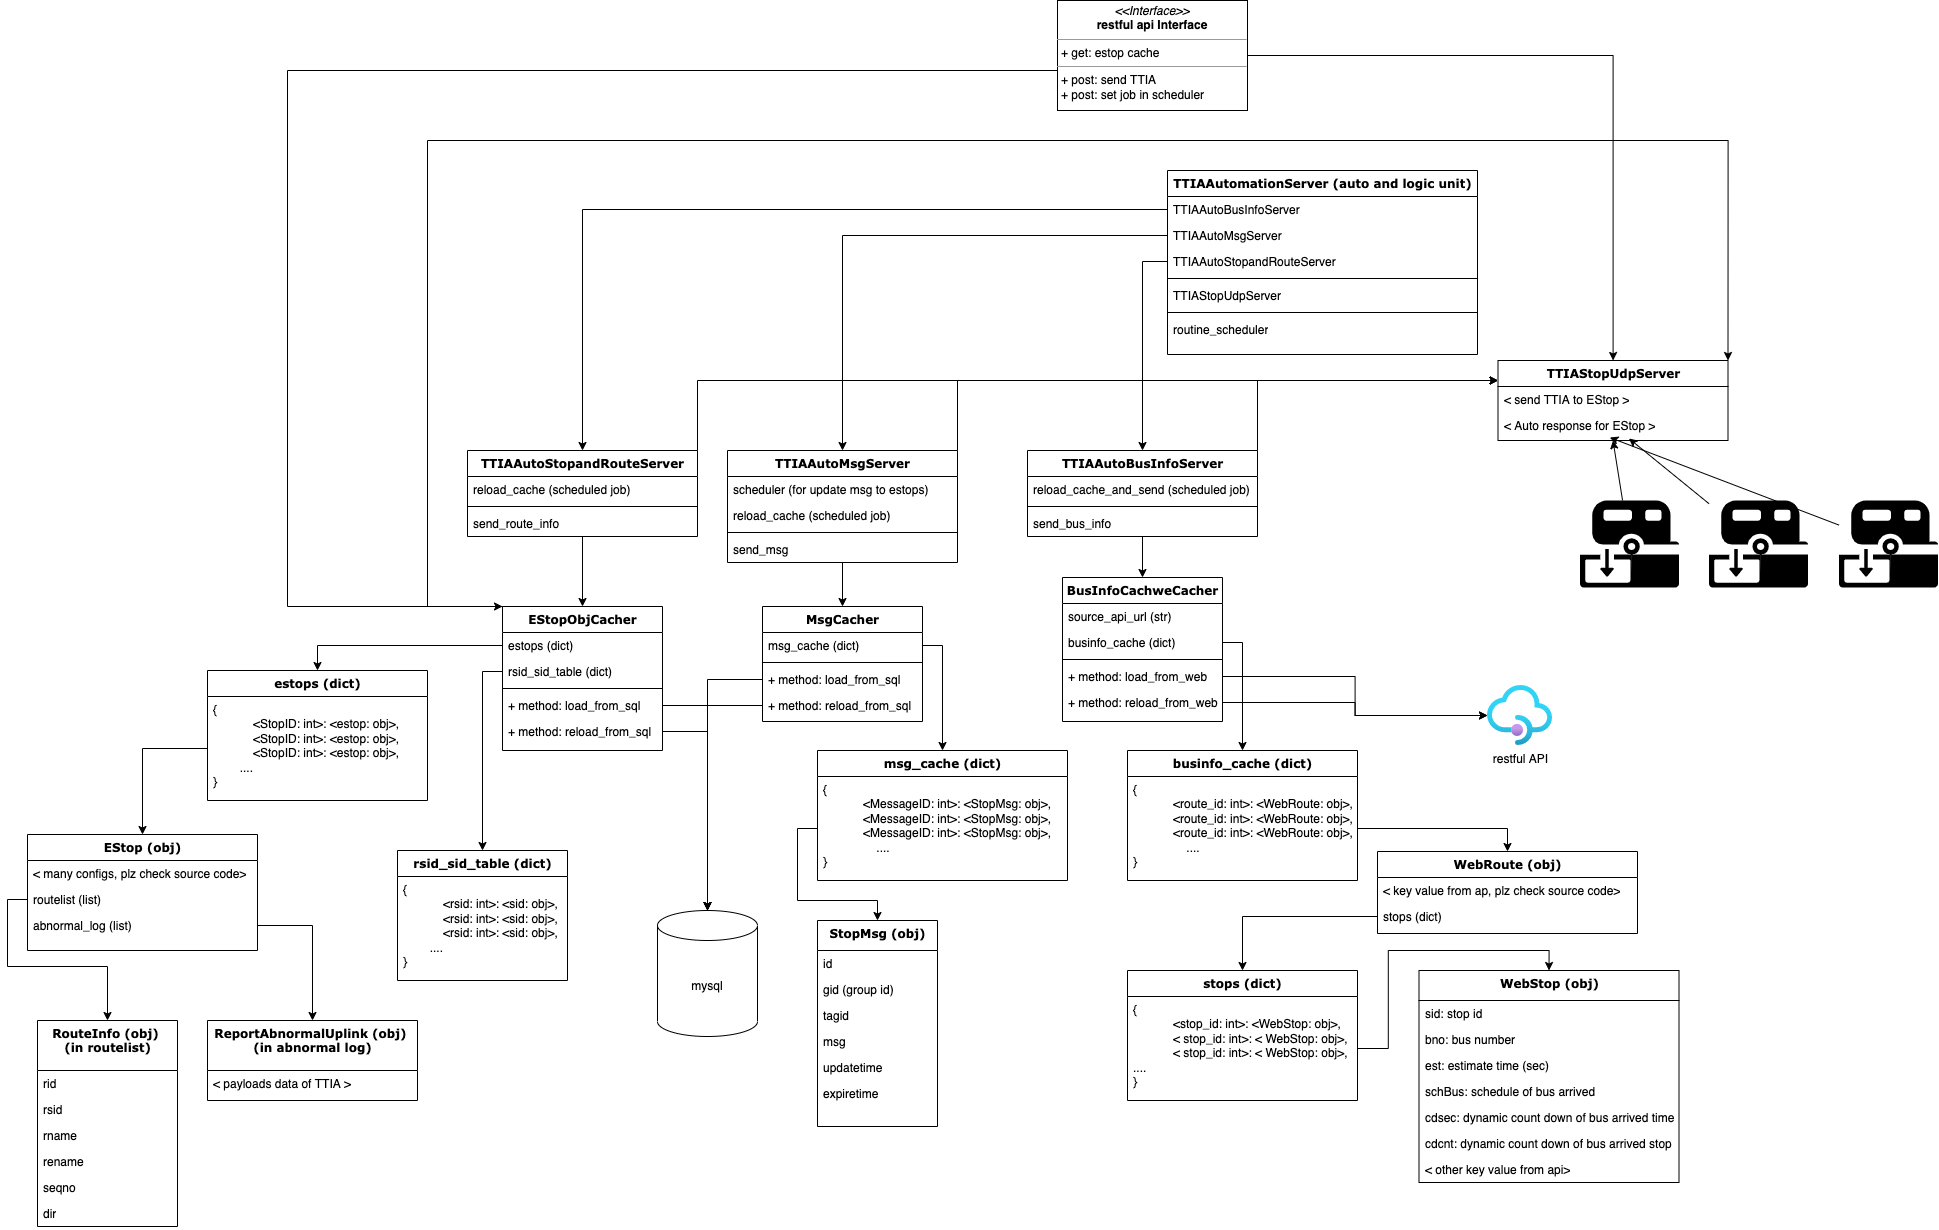 <<Interface>>
restful api Interface
+ get: estop cache
+ post: send TTIA
+ post: set job in scheduler
TTIAAutomationServer (auto and logic unit)
TTIAAutoBusInfoServer
TTIAAutoMsgServer
TTIAAutoStopandRouteServer
TTIAStopUdpServer
routine_scheduler
TTIAStopUdpServer
< send TTIA to EStop >
< Auto response for EStop >
TTIAAutoStopandRouteServer
reload_cache (scheduled job)
send_route_info
TTIAAutoMsgServer
scheduler (for update msg to estops)
reload_cache (scheduled job)
send_msg
TTIAAutoBusInfoServer
reload_cache_and_send (scheduled job)
send_bus_info
EStopObjCacher
estops (dict)
rsid_sid_table (dict)
+ method: load_from_sql
+ method: reload_from_sql
MsgCacher
msg_cache (dict)
+ method: load_from_sql
+ method: reload_from_sql
BusInfoCachweCacher
source_api_url (str)
businfo_cache (dict)
+ method: load_from_web
+ method: reload_from_web
restful API
estops (dict)
{
<StopID: int>: <estop: obj>,
<StopID: int>: <estop: obj>,
<StopID: int>: <estop: obj>,
....
}
msg_cache (dict)
{
<MessageID: int>: <StopMsg: obj>,
<MessageID: int>: <StopMsg: obj>,
<MessageID: int>: <StopMsg: obj>,
....
}
businfo_cache (dict)
{
<route_id: int>: <WebRoute: obj>,
<route_id: int>: <WebRoute: obj>,
<route_id: int>: <WebRoute: obj>,
....
}
EStop (obj)
< many configs, plz check source code>
routelist (list)
abnormal_log (list)
rsid_sid_table (dict)
{
<rsid: int>: <sid: obj>,
<rsid: int>: <sid: obj>,
<rsid: int>: <sid: obj>,
....
}
mysql
StopMsg (obj)
id
gid (group id)
tagid
msg
updatetime
expiretime
WebRoute (obj)
< key value from ap, plz check source code>
stops (dict)
stops (dict)
{
<stop_id: int>: <WebStop: obj>,
< stop_id: int>: < WebStop: obj>,
< stop_id: int>: < WebStop: obj>,
....
}
WebStop (obj)
sid: stop id
bno: bus number
est: estimate time (sec)
schBus: schedule of bus arrived
cdsec: dynamic count down of bus arrived time
cdcnt: dynamic count down of bus arrived stop
< other key value from api>
RouteInfo (obj)
(in routelist)
rid
rsid
rname
rename
seqno
dir
ReportAbnormalUplink (obj)
(in abnormal log)
< payloads data of TTIA >